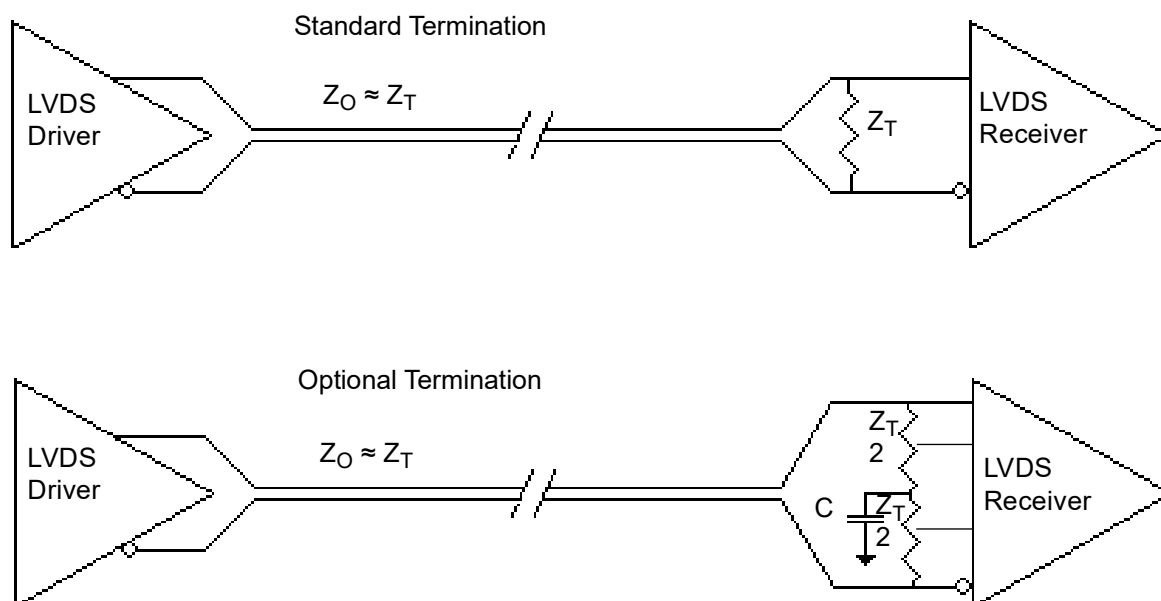 Standard Termination
LVDS
Driver
Z_O ≈ Z_T
Z_T
LVDS
Receiver
Optional Termination
LVDS
Driver
Z_O ≈ Z_T
Z_T
2
C
Z_T
2
LVDS
Receiver